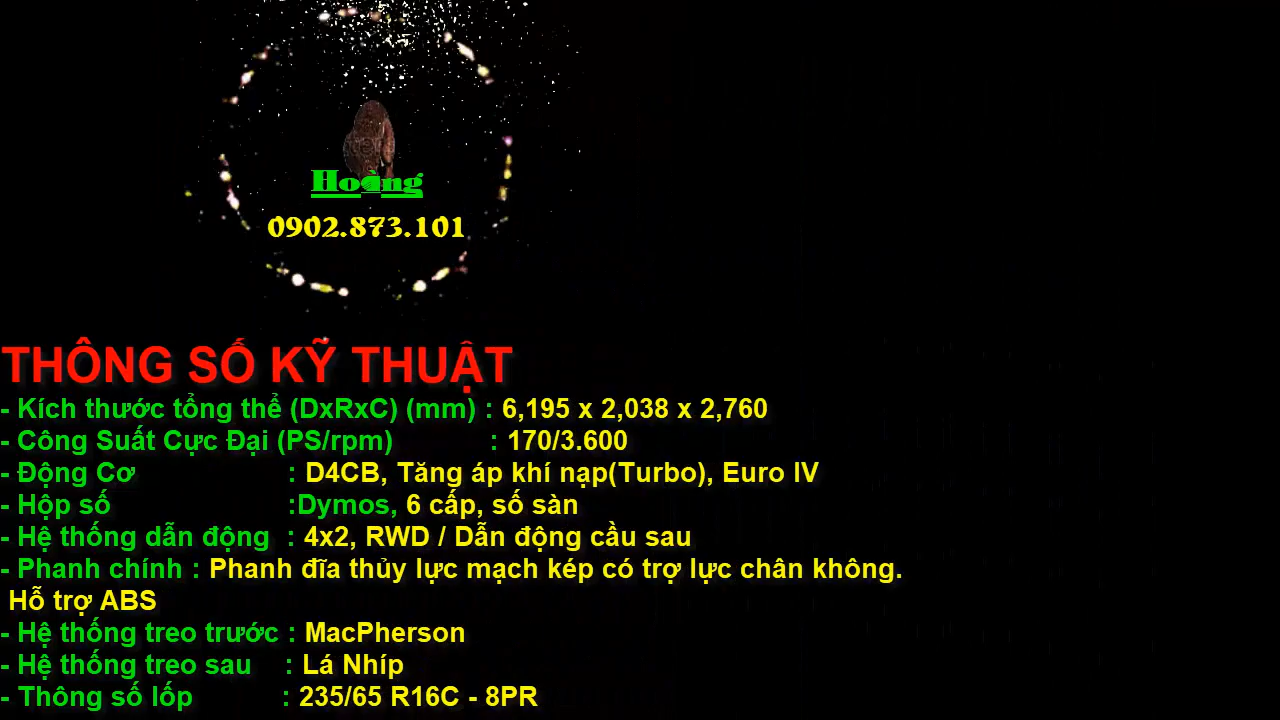 Hoàng
0902.873.101
THÔNG SỐ KỸ THUẬT
- Kích thước tổng thể (DxRxC) (mm) : 6,195 x 2,038 x 2,760
- Công Suất Cực Đại (PS/rpm) : 170/3.600
- Động Cơ : D4CB, Tăng áp khí nạp(Turbo), Euro IV
- Hộp số :Dymos, 6 cấp, số sàn
- Hệ thống dẫn động : 4x2, RWD / Dẫn động cầu sau
- Phanh chính : Phanh đĩa thủy lực mạch kép có trợ lực chân không.
Hỗ trợ ABS
- Hệ thống treo trước : MacPherson
- Hệ thống treo sau : Lá Nhíp
- Thông số lốp : 235/65 R16C - 8PR